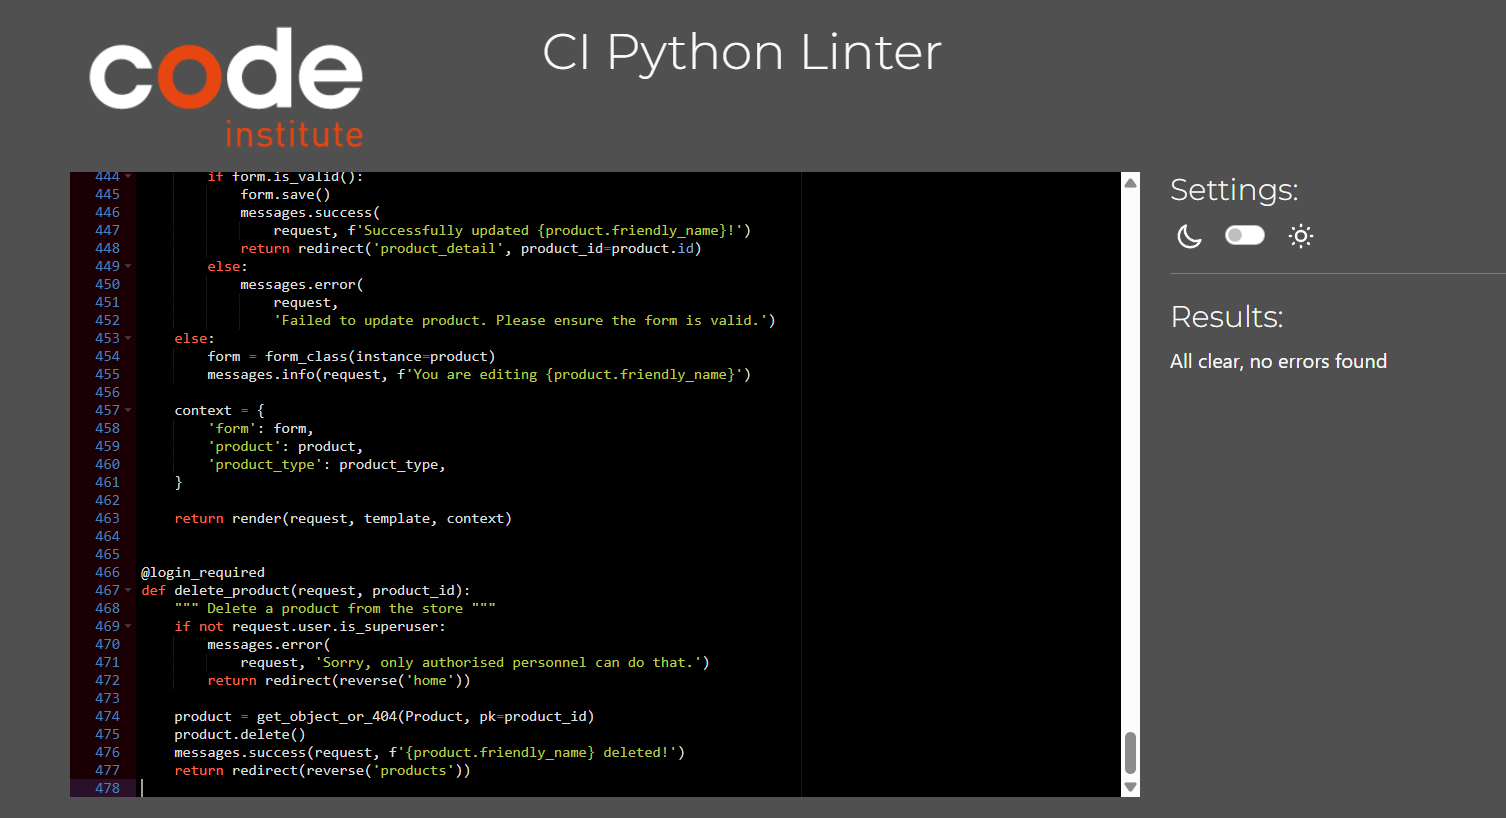 code
institute
CI Python Linter
444 if form.is_valid():
445 form.save()
446 messages.success(
447 request, f'Successfully updated {product.friendly_name}!')
448 return redirect('product_detail', product_id=product.id)
449 else:
450 messages.error(
451 request,
452 'Failed to update product. Please ensure the form is valid.')
453 else:
454 form = form_class(instance=product)
455 messages.info(request, f'You are editing {product.friendly_name}')
456
457 context = {
458 'form': form,
459 'product': product,
460 'product_type': product_type,
461 }
462
463 return render(request, template, context)
464
465
466 @login_required
467 def delete_product(request, product_id):
468 """ Delete a product from the store """
469 if not request.user.is_superuser:
470 messages.error(
471 request, 'Sorry, only authorised personnel can do that.')
472 return redirect(reverse('home'))
473
474 product = get_object_or_404(Product, pk=product_id)
475 product.delete()
476 messages.success(request, f'{product.friendly_name} deleted!')
477 return redirect(reverse('products'))
478
Settings:
Results:
All clear, no errors found